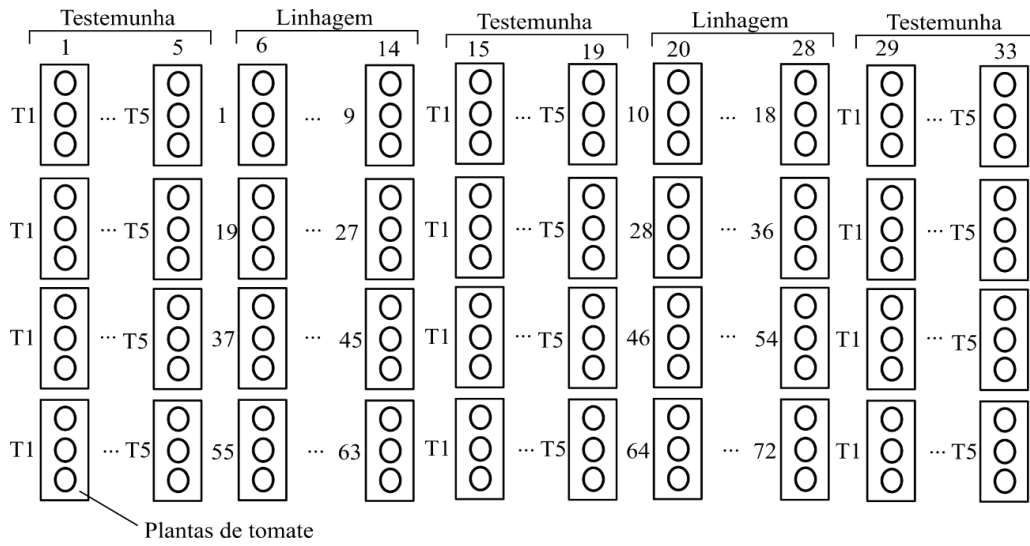 Testemunha Linhagem Testemunha Linhagem Testemunha
1 5 6 14 15 19 20 28 29 33
T1 ... T5 1 ... 9 T1 ... T5 10 ... 18 T1 ... T5
T1 ... T5 19 ... 27 T1 ... T5 28 ... 36 T1 ... T5
T1 ... T5 37 ... 45 T1 ... T5 46 ... 54 T1 ... T5
T1 ... T5 55 ... 63 T1 ... T5 64 ... 72 T1 ... T5
Plantas de tomate